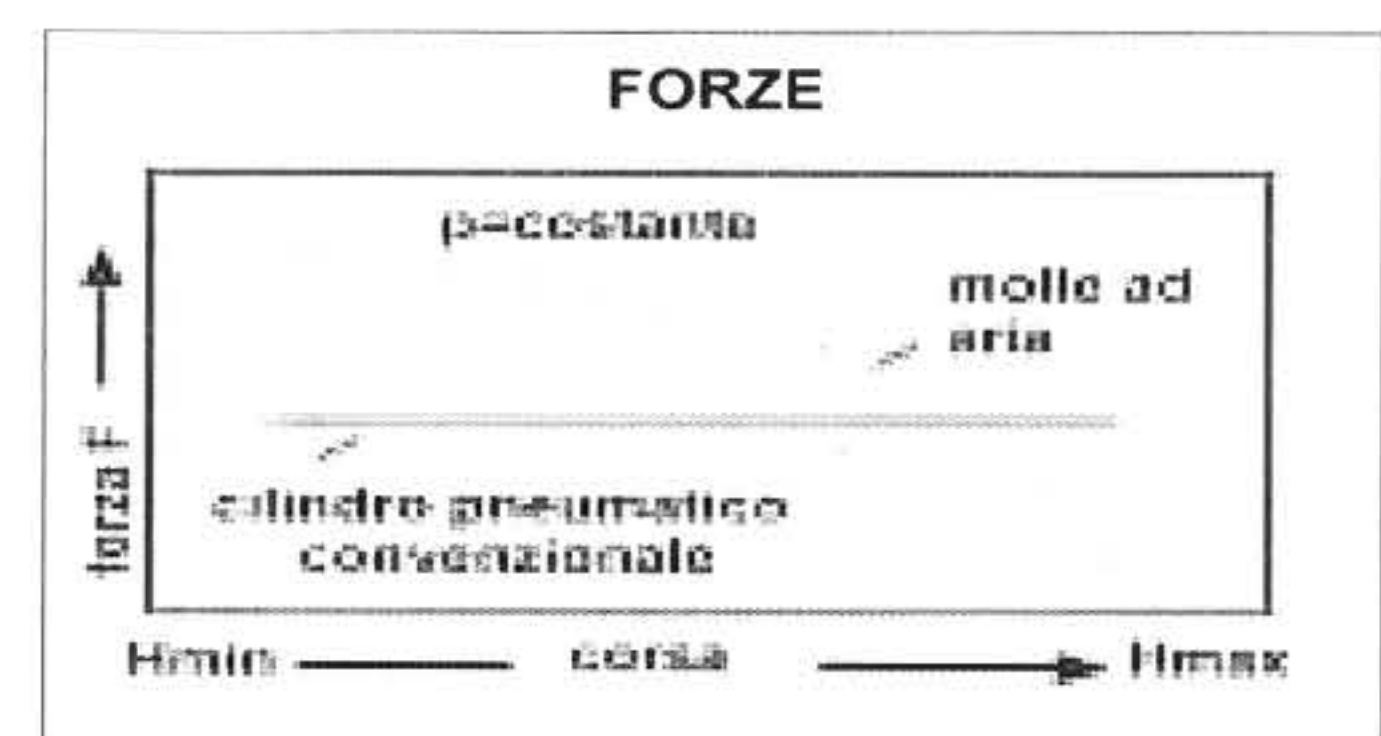 FORZE
p=costante
molle ad
aria
forza F
cilindro pneumatico
convenzionale
Hmin corsa Hmax